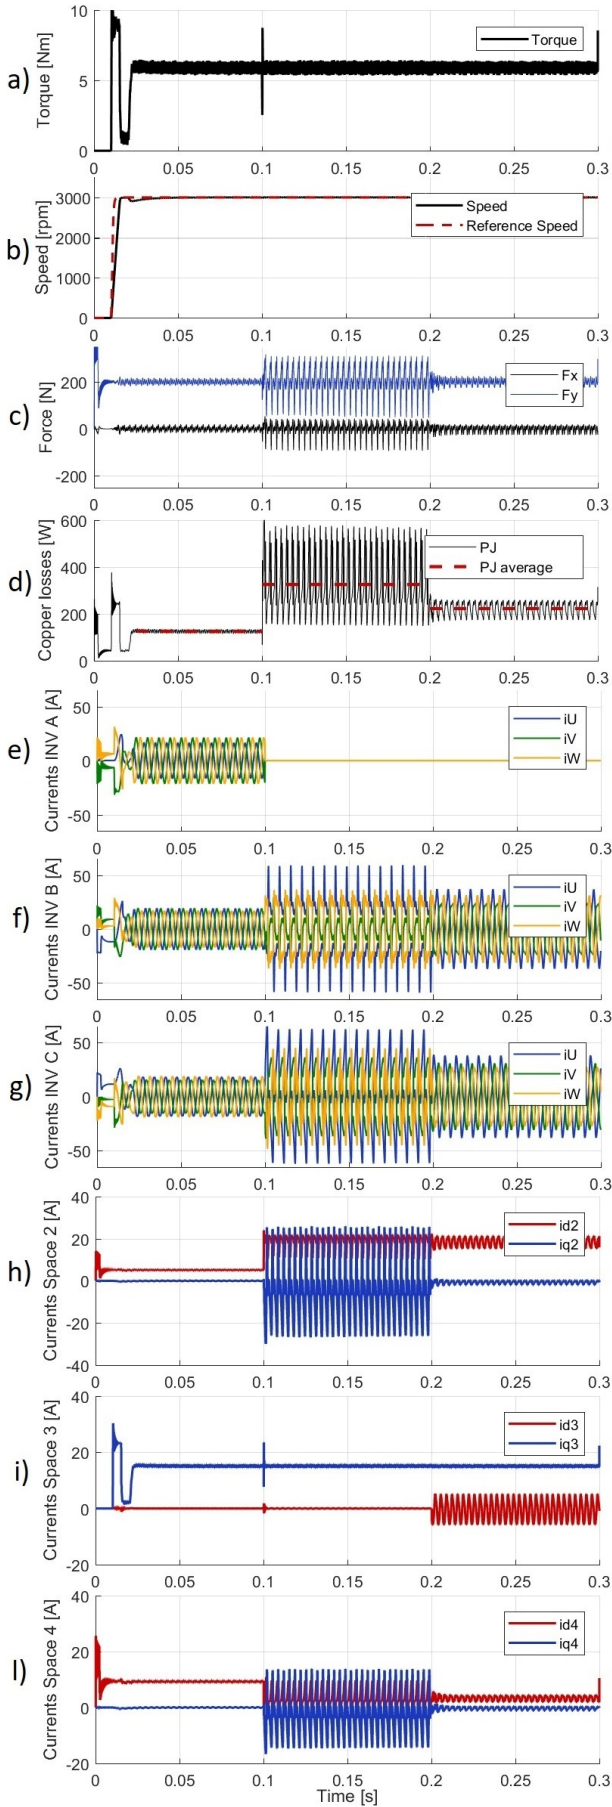 a)
Torque [Nm]
10
5
0
Torque
0 0.05 0.1 0.15 0.2 0.25 0.3
b)
Speed [rpm]
3000
2000
1000
0
Speed
Reference Speed
0 0.05 0.1 0.15 0.2 0.25 0.3
c)
Force [N]
200
0
-200
Fx
Fy
0 0.05 0.1 0.15 0.2 0.25 0.3
d)
Copper losses [W]
600
400
200
0
PJ
PJ average
0 0.05 0.1 0.15 0.2 0.25 0.3
e)
Currents INV A [A]
50
0
-50
iU
iV
iW
0 0.05 0.1 0.15 0.2 0.25 0.3
f)
Currents INV B [A]
50
0
-50
iU
iV
iW
0 0.05 0.1 0.15 0.2 0.25 0.3
g)
Currents INV C [A]
50
0
-50
iU
iV
iW
0 0.05 0.1 0.15 0.2 0.25 0.3
h)
Currents Space 2 [A]
40
20
0
-20
-40
id2
iq2
0 0.05 0.1 0.15 0.2 0.25 0.3
i)
Currents Space 3 [A]
40
20
0
-20
id3
iq3
0 0.05 0.1 0.15 0.2 0.25 0.3
l)
Currents Space 4 [A]
40
20
0
-20
id4
iq4
0 0.05 0.1 0.15 0.2 0.25 0.3
Time [s]